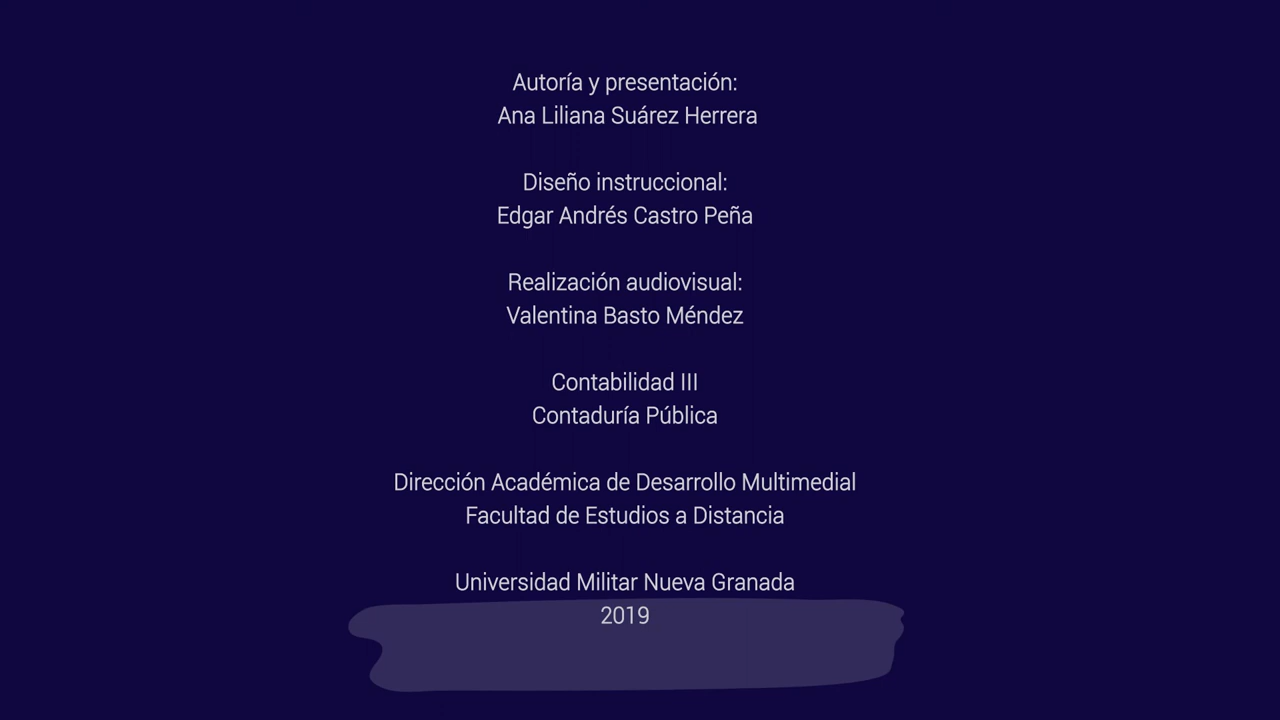 Autoría y presentación:
Ana Liliana Suárez Herrera
Diseño instruccional:
Edgar Andrés Castro Peña
Realización audiovisual:
Valentina Basto Méndez
Contabilidad III
Contaduría Pública
Dirección Académica de Desarrollo Multimedial
Facultad de Estudios a Distancia
Universidad Militar Nueva Granada
2019